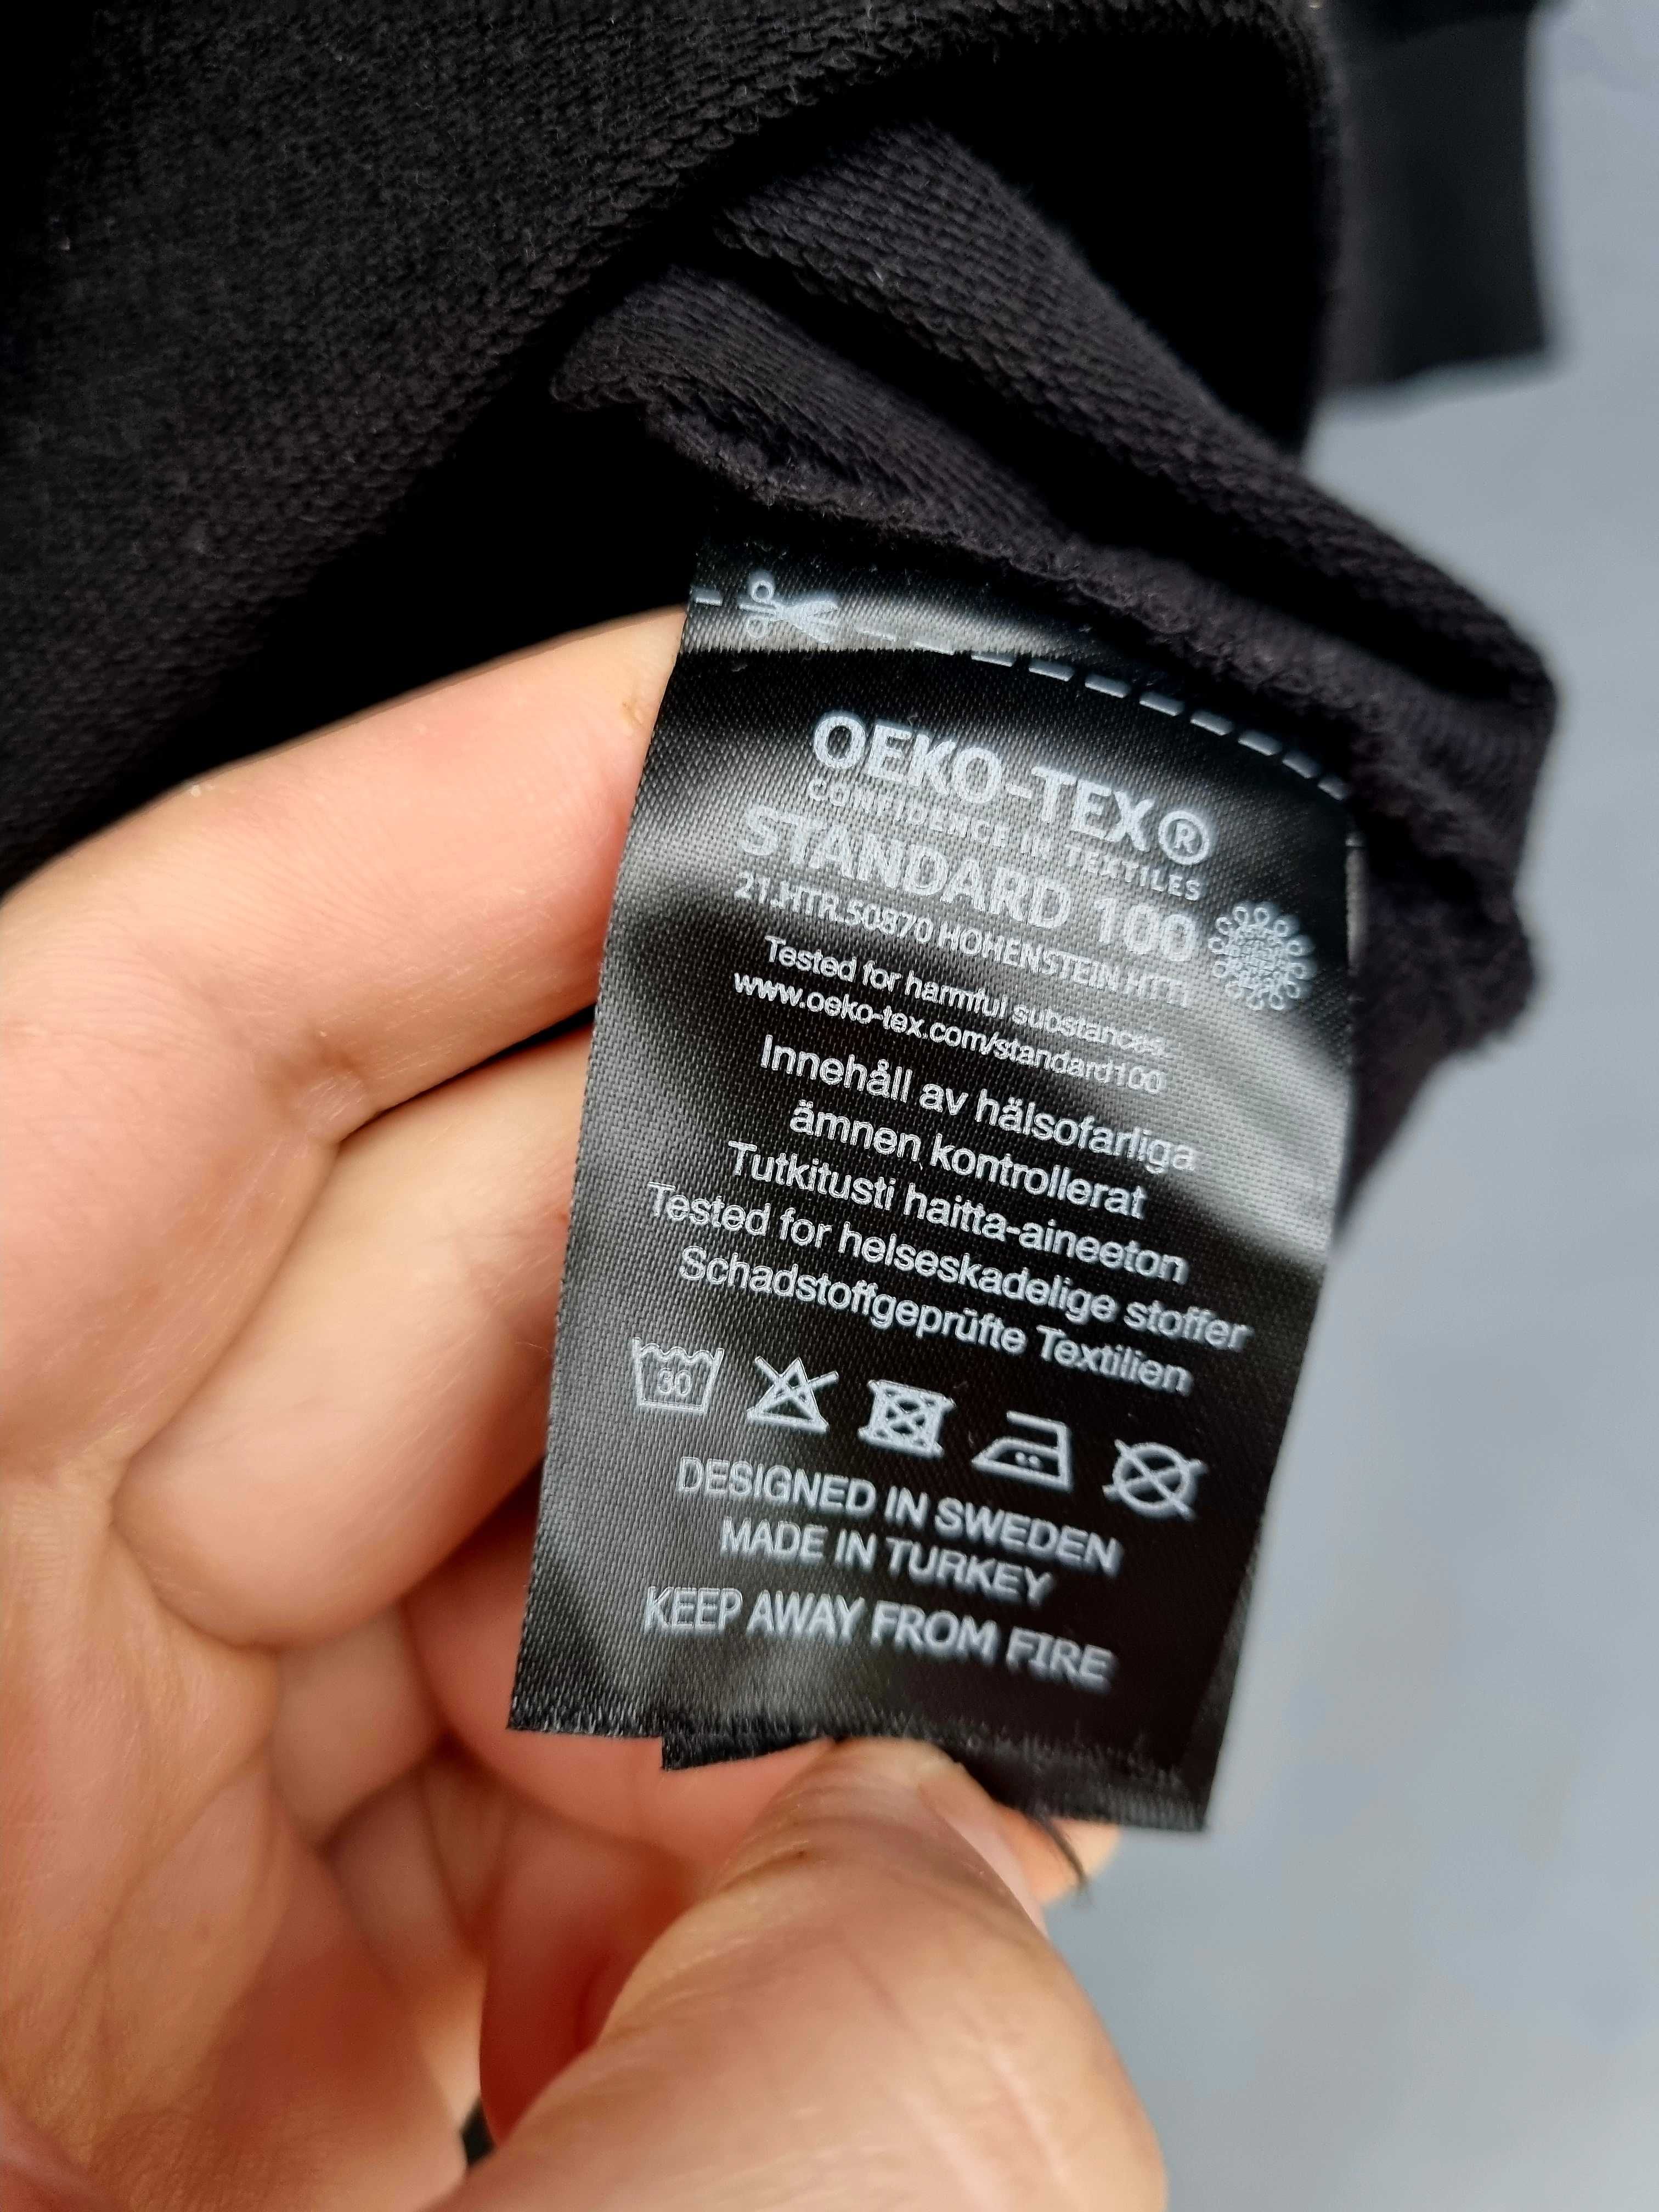 OEKO-TEX®
CONFIDENCE IN TEXTILES
STANDARD 100
21.HTR.50870 HOHENSTEIN HTTI
Tested for harmful substances.
www.oeko-tex.com/standard100
Innehåll av hälsofarliga
ämnen kontrollerat
Tutkitusti haitta-aineeton
Tested for helseskadelige stoffer
Schadstoffgeprüfte Textilien
30
DESIGNED IN SWEDEN
MADE IN TURKEY
KEEP AWAY FROM FIRE